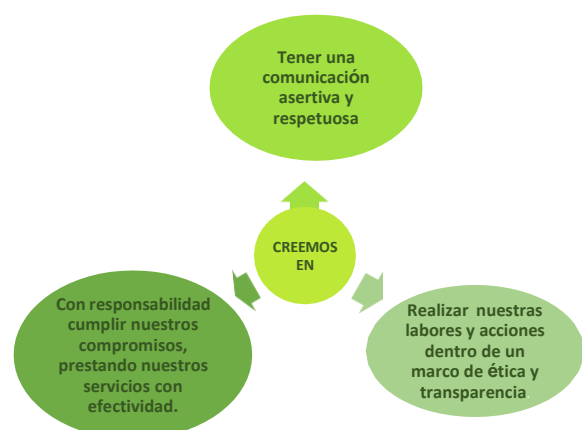 Tener una
comunicación
asertiva y
respetuosa
CREEMOS
EN
Con responsabilidad
cumplir nuestros
compromisos,
prestando nuestros
servicios con
efectividad.
Realizar nuestras
labores y acciones
dentro de un
marco de ética y
transparencia.